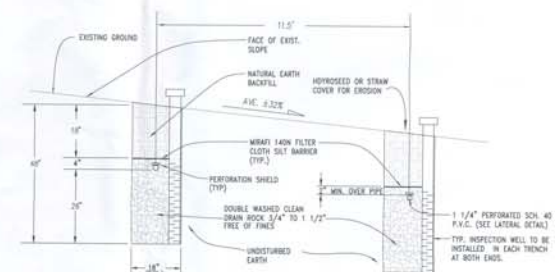 11.5'
EXISTING GROUND
FACE OF EXIST.
SLOPE
NATURAL EARTH
BACKFILL
HYDROSEED OR STRAW
COVER FOR EROSION
AVE. ±32%
18"
48"
4"
26"
18"
MIRAFI 140N FILTER
CLOTH SILT BARRIER
(TYP.)
PERFORATION SHIELD
(TYP)
MIN. OVER PIPE
DOUBLE WASHED CLEAN
DRAIN ROCK 3/4" TO 1 1/2"
FREE OF FINES
UNDISTURBED
EARTH
1 1/4" PERFORATED SCH. 40
P.V.C. (SEE LATERAL DETAIL)
TYP. INSPECTION WELL TO BE
INSTALLED IN EACH TRENCH
AT BOTH ENDS.